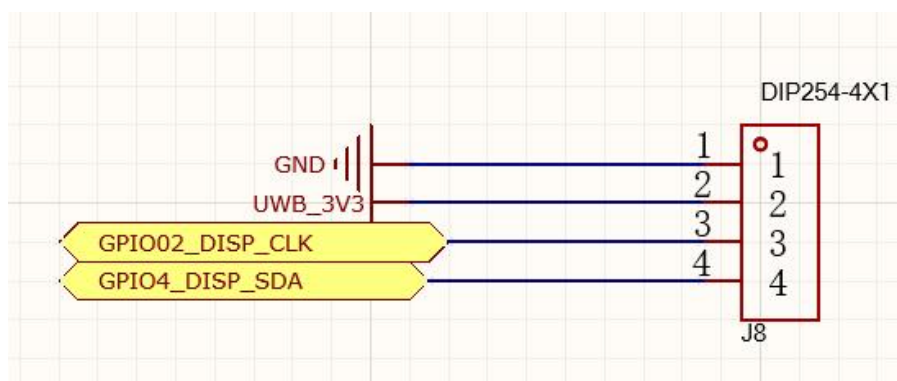 DIP254-4X1
GND 1 1
UWB_3V3 2 2
GPIO02_DISP_CLK 3 3
GPIO4_DISP_SDA 4 4
J8